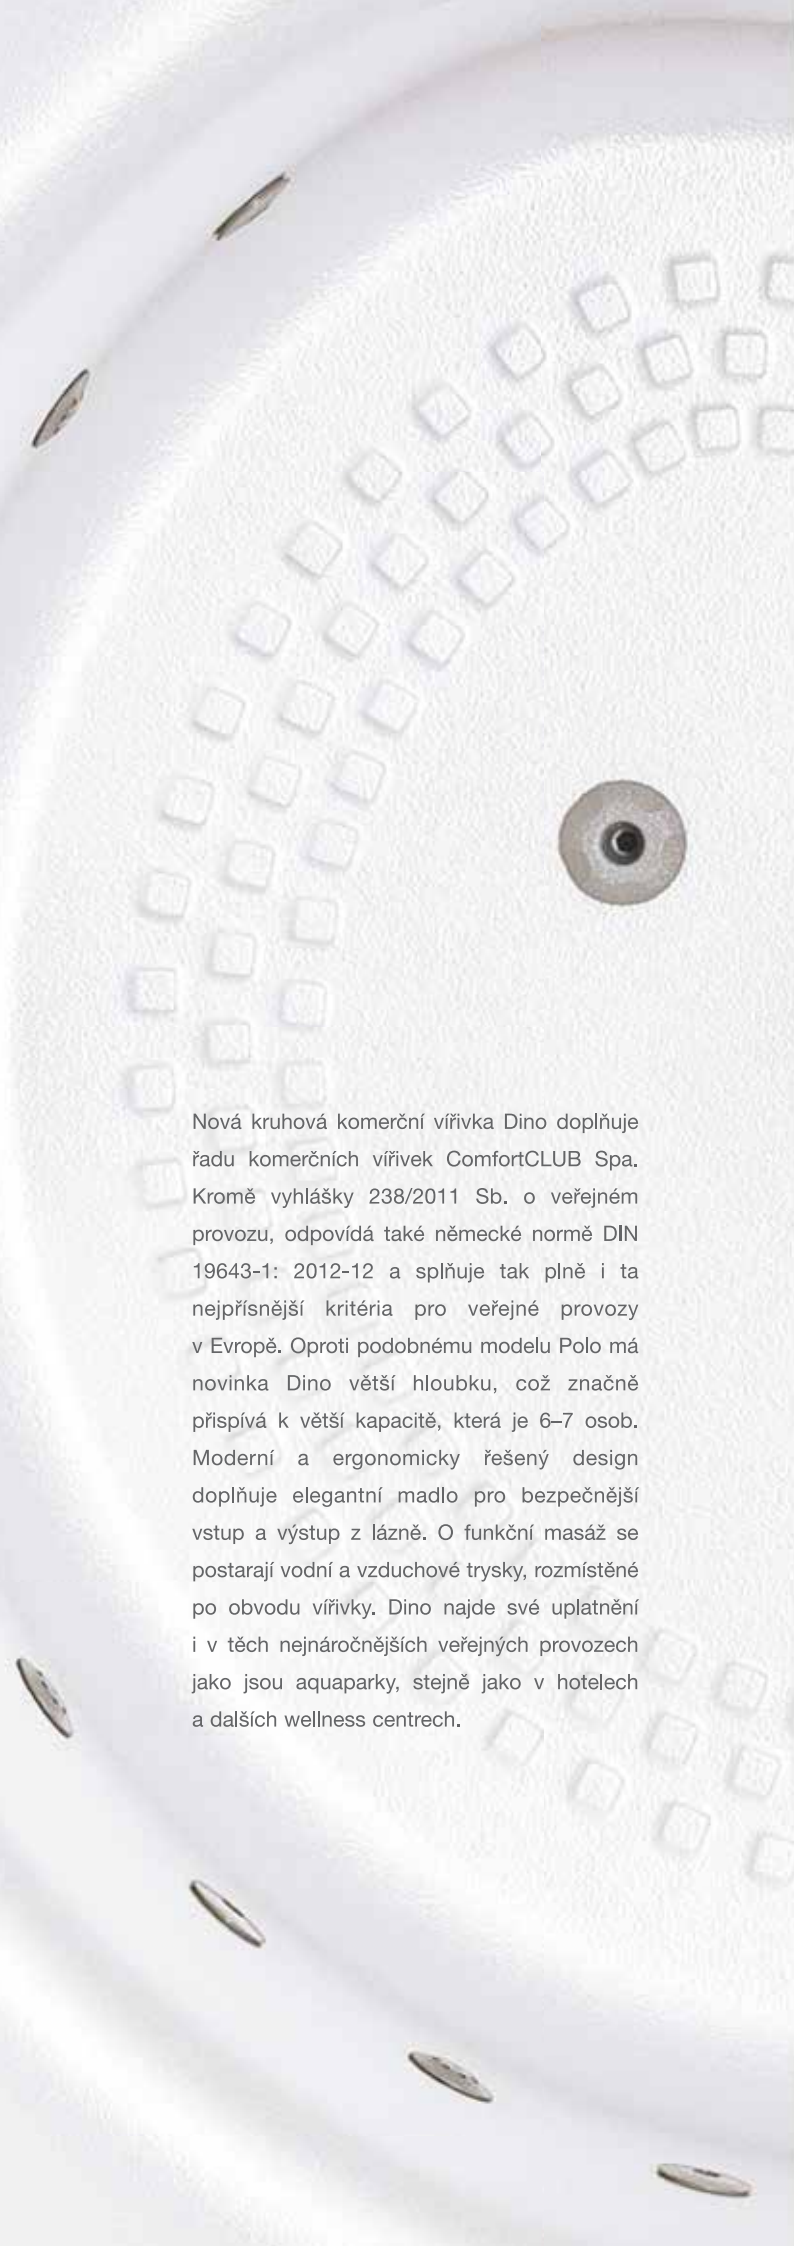 Nová kruhová komerční vířivka Dino doplňuje
řadu komerčních vířivek ComfortCLUB Spa.
Kromě vyhlášky 238/2011 Sb. o veřejném
provozu, odpovídá také německé normě DIN
19643-1: 2012-12 a splňuje tak plně i ta
nejpřísnější kritéria pro veřejné provozy
v Evropě. Oproti podobnému modelu Polo má
novinka Dino větší hloubku, což značně
přispívá k větší kapacitě, která je 6–7 osob.
Moderní a ergonomicky řešený design
doplňuje elegantní madlo pro bezpečnější
vstup a výstup z lázně. O funkční masáž se
postarají vodní a vzduchové trysky, rozmístěné
po obvodu vířivky. Dino najde své uplatnění
i v těch nejnáročnějších veřejných provozech
jako jsou aquaparky, stejně jako v hotelech
a dalších wellness centrech.